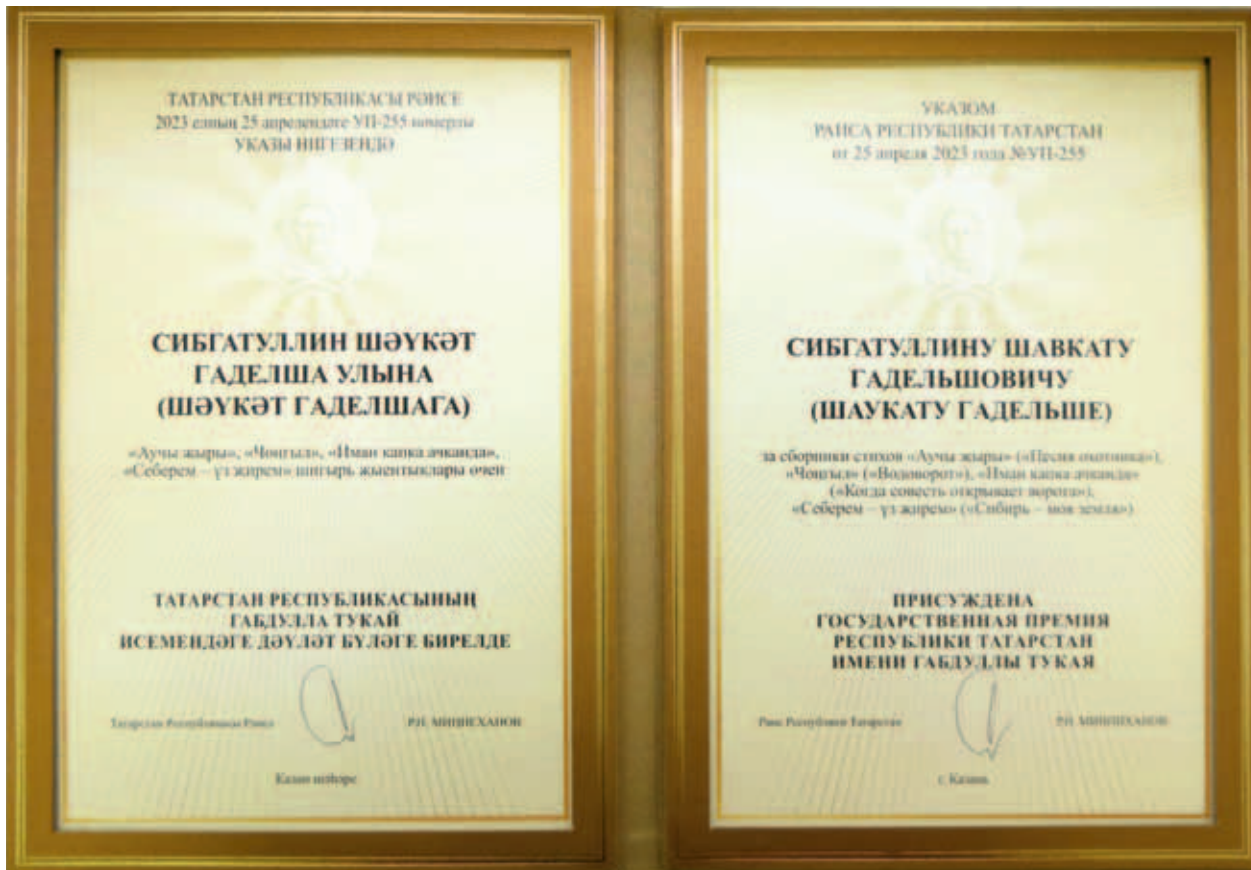 ТАТАРСТАН РЕСПУБЛИКАСЫ РӘИСЕ
2023 елның 25 апрелендәге УП-255 номерлы
УКАЗЫ НИГЕЗЕНДӘ
СИБГАТУЛЛИН ШӘҮКӘТ
ГАДЕЛША УЛЫНА
(ШӘҮКӘТ ГАДЕЛШАГА)
«Аучы җыры», «Чоңгыл», «Иман капка ачканда»,
«Себерем – үз җирем» шигырь җыентыклары өчен
ТАТАРСТАН РЕСПУБЛИКАСЫНЫҢ
ГАБДУЛЛА ТУКАЙ
ИСЕМЕНДӘГЕ ДӘҮЛӘТ БҮЛӘГЕ БИРЕЛДЕ
Татарстан Республикасы Рәисе
Р.Н. МИННЕХАНОВ
Казан шәһәре
УКАЗОМ
РАИСА РЕСПУБЛИКИ ТАТАРСТАН
от 25 апреля 2023 года №УП-255
СИБГАТУЛЛИНУ ШАВКАТУ
ГАДЕЛЬШОВИЧУ
(ШАУКАТУ ГАДЕЛЬШЕ)
за сборники стихов «Аучы җыры» («Песня охотника»),
«Чоңгыл» («Водоворот»), «Иман капка ачканда»
(«Когда совесть открывает ворота»),
«Себерем – үз җирем» («Сибирь – моя земля»)
ПРИСУЖДЕНА
ГОСУДАРСТВЕННАЯ ПРЕМИЯ
РЕСПУБЛИКИ ТАТАРСТАН
ИМЕНИ ГАБДУЛЛЫ ТУКАЯ
Раис Республики Татарстан
Р.Н. МИННИХАНОВ
г. Казань